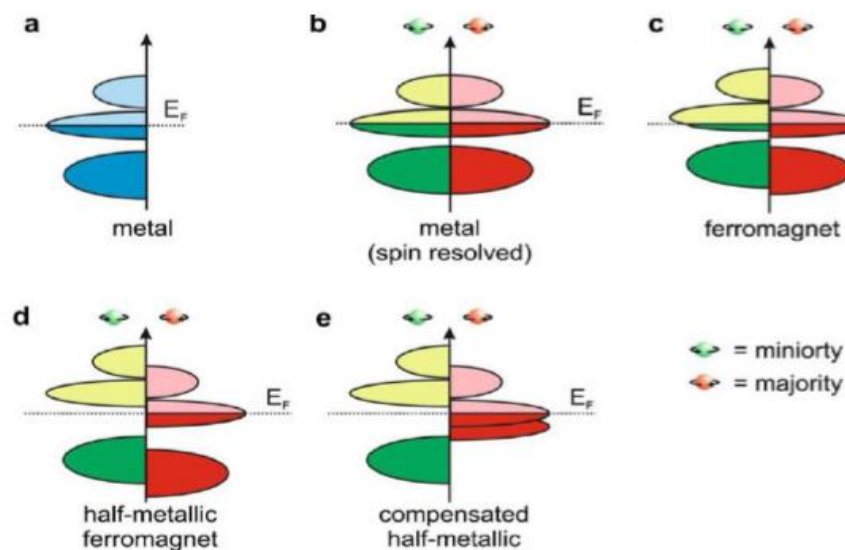 a
E_F
metal
b
E_F
metal
(spin resolved)
c
ferromagnet
d
E_F
half-metallic
ferromagnet
e
E_F
compensated
half-metallic
= miniorty
= majority